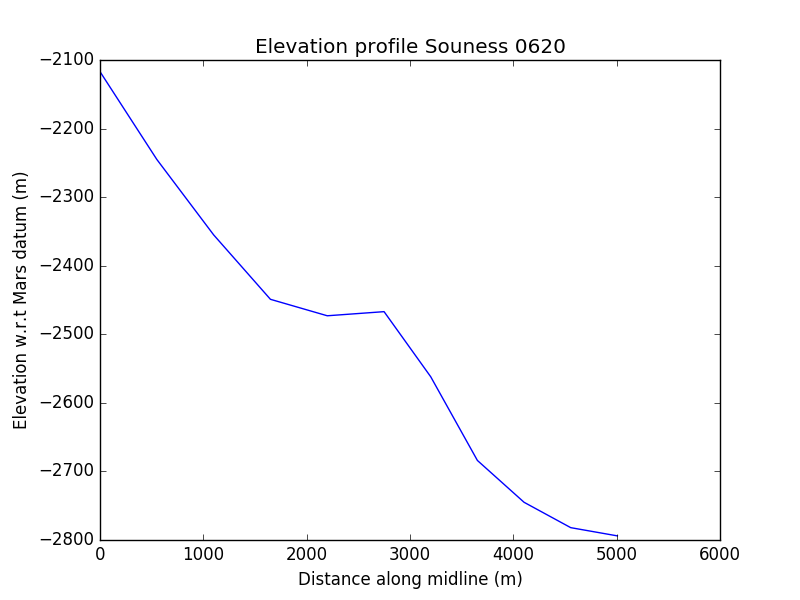 Elevation profile Souness 0620
Elevation w.r.t Mars datum (m)
−2100
−2200
−2300
−2400
−2500
−2600
−2700
−2800
0 1000 2000 3000 4000 5000 6000
Distance along midline (m)